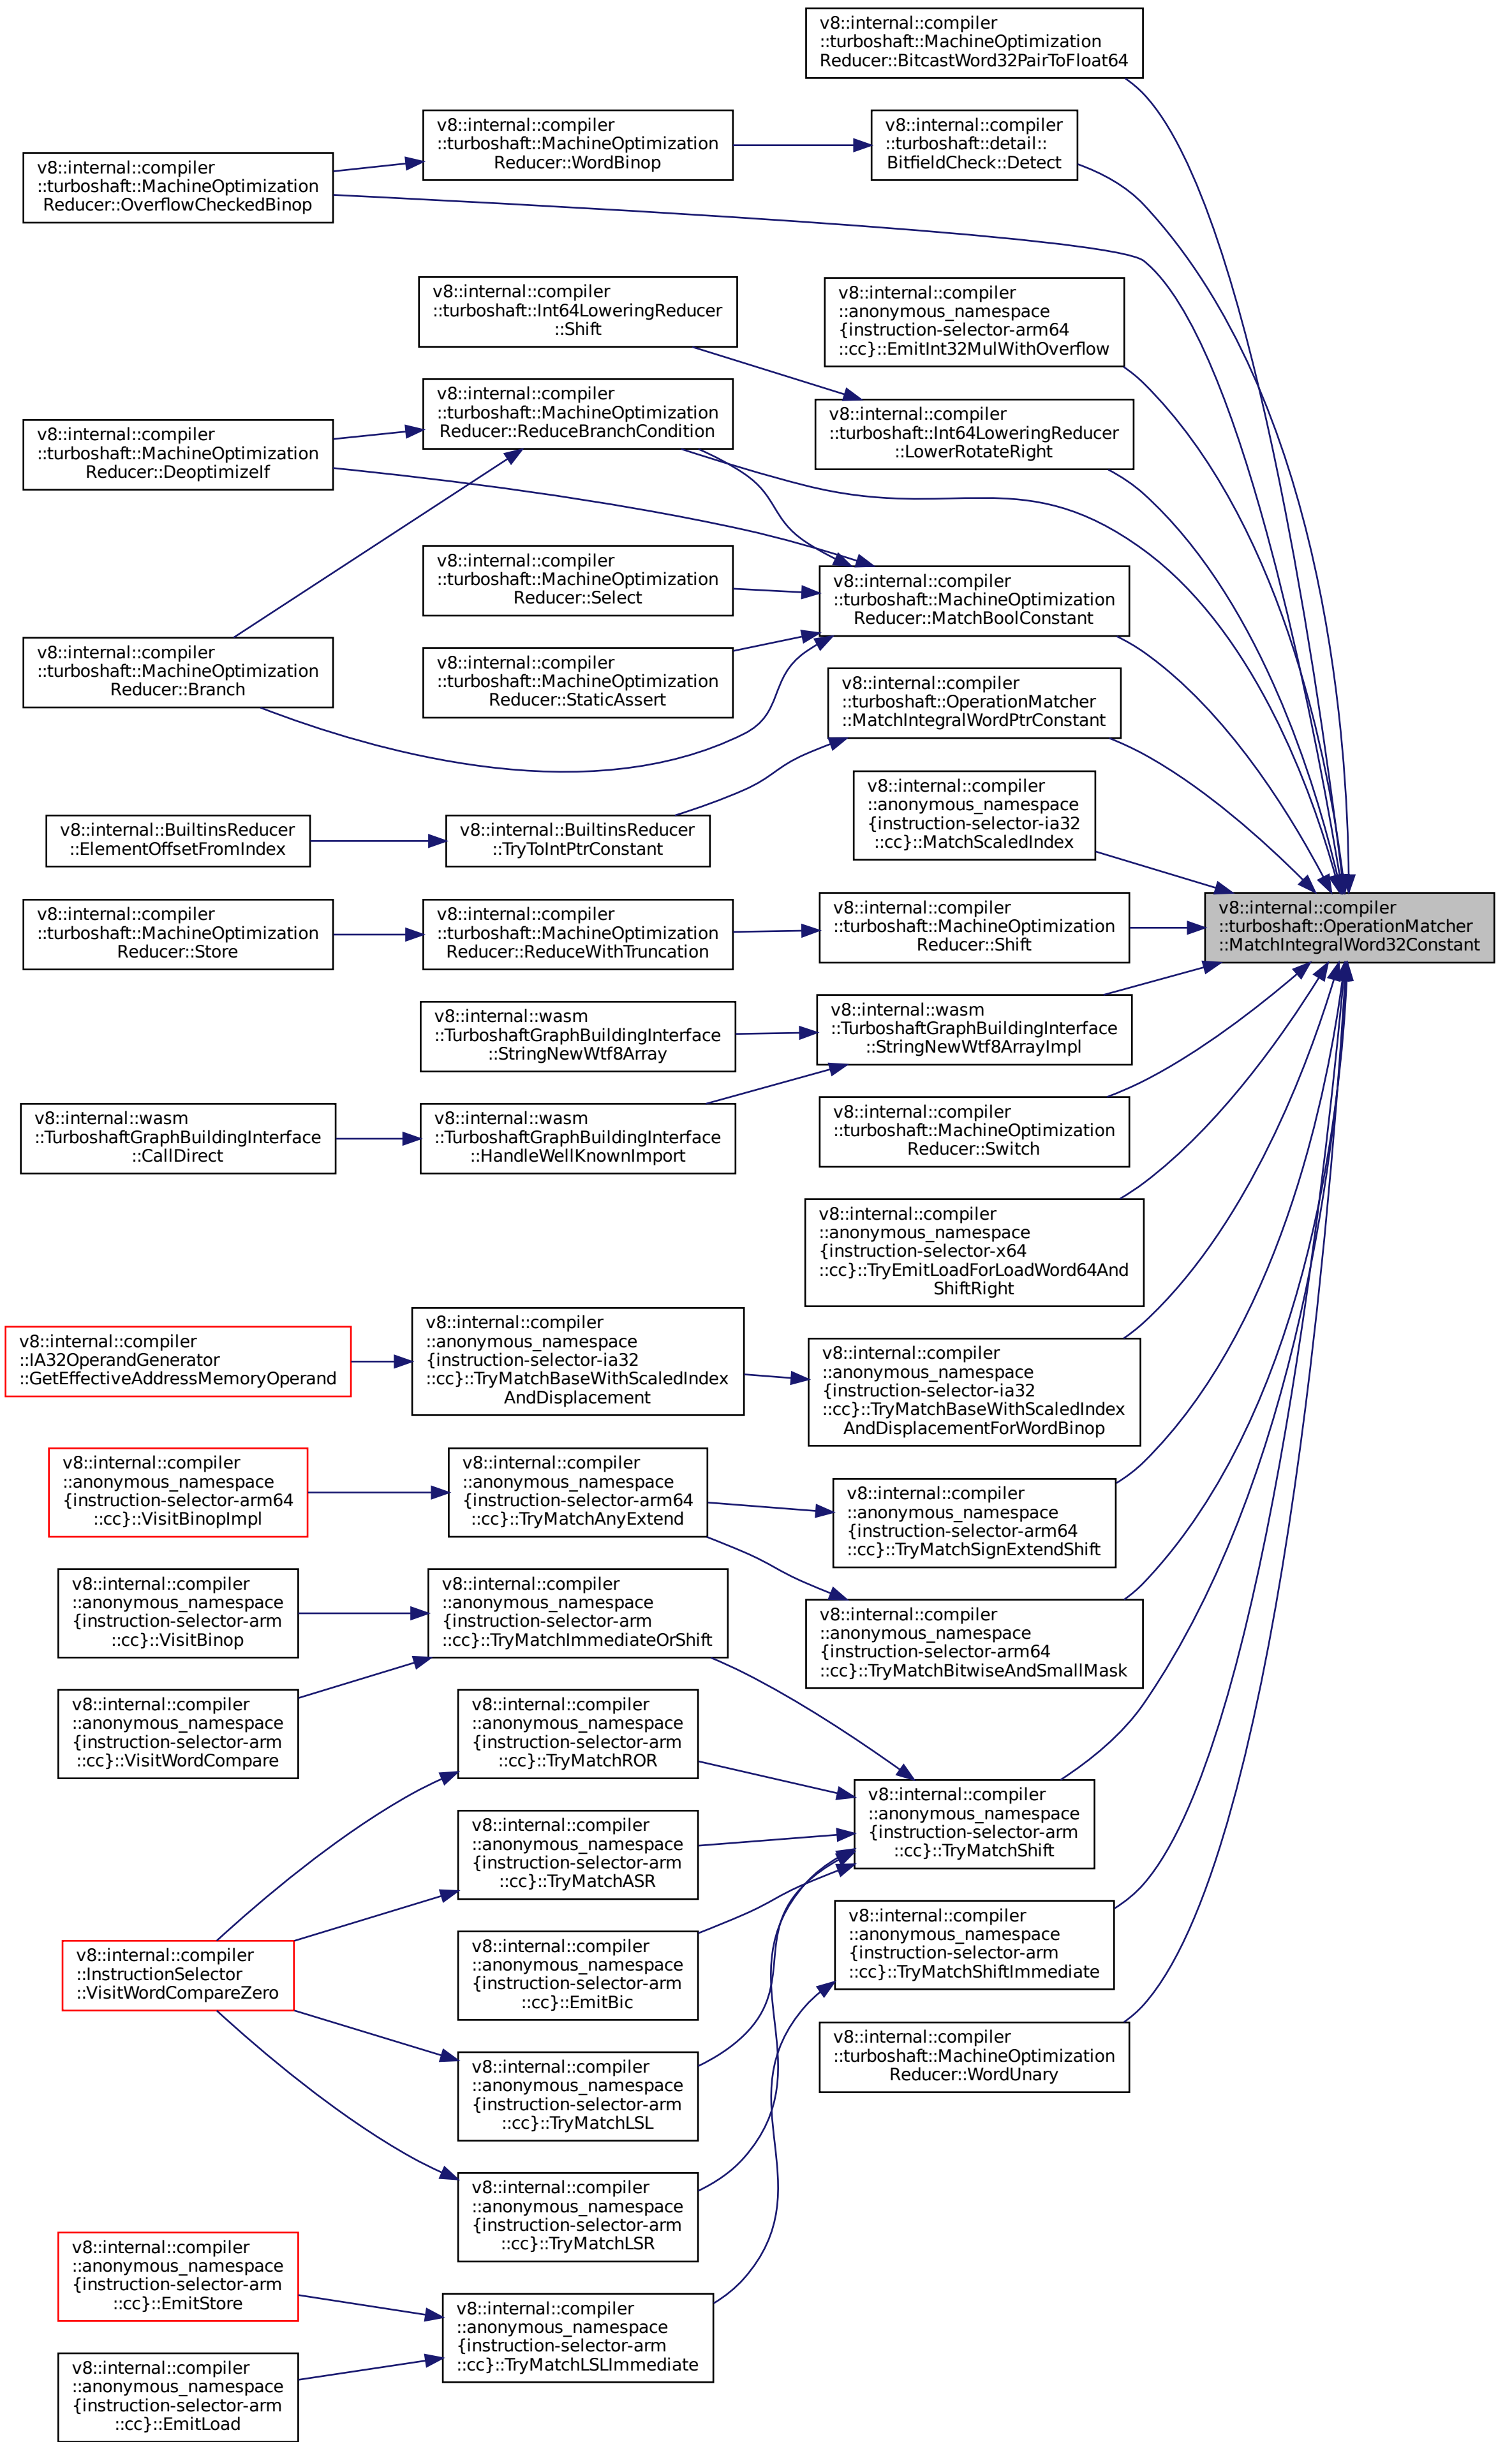 v8::internal::compiler
::turboshaft::MachineOptimization
Reducer::BitcastWord32PairToFloat64
v8::internal::compiler
::turboshaft::MachineOptimization
Reducer::WordBinop
v8::internal::compiler
::turboshaft::detail::
BitfieldCheck::Detect
v8::internal::compiler
::turboshaft::MachineOptimization
Reducer::OverflowCheckedBinop
v8::internal::compiler
::turboshaft::Int64LoweringReducer
::Shift
v8::internal::compiler
::anonymous_namespace
{instruction-selector-arm64
::cc}::EmitInt32MulWithOverflow
v8::internal::compiler
::turboshaft::MachineOptimization
Reducer::ReduceBranchCondition
v8::internal::compiler
::turboshaft::Int64LoweringReducer
::LowerRotateRight
v8::internal::compiler
::turboshaft::MachineOptimization
Reducer::DeoptimizeIf
v8::internal::compiler
::turboshaft::MachineOptimization
Reducer::Select
v8::internal::compiler
::turboshaft::MachineOptimization
Reducer::MatchBoolConstant
v8::internal::compiler
::turboshaft::MachineOptimization
Reducer::Branch
v8::internal::compiler
::turboshaft::MachineOptimization
Reducer::StaticAssert
v8::internal::compiler
::turboshaft::OperationMatcher
::MatchIntegralWordPtrConstant
v8::internal::compiler
::anonymous_namespace
{instruction-selector-ia32
::cc}::MatchScaledIndex
v8::internal::BuiltinsReducer
::ElementOffsetFromIndex
v8::internal::BuiltinsReducer
::TryToIntPtrConstant
v8::internal::compiler
::turboshaft::MachineOptimization
Reducer::Store
v8::internal::compiler
::turboshaft::MachineOptimization
Reducer::ReduceWithTruncation
v8::internal::compiler
::turboshaft::MachineOptimization
Reducer::Shift
v8::internal::compiler
::turboshaft::OperationMatcher
::MatchIntegralWord32Constant
v8::internal::wasm
::TurboshaftGraphBuildingInterface
::StringNewWtf8Array
v8::internal::wasm
::TurboshaftGraphBuildingInterface
::StringNewWtf8ArrayImpl
v8::internal::wasm
::TurboshaftGraphBuildingInterface
::CallDirect
v8::internal::wasm
::TurboshaftGraphBuildingInterface
::HandleWellKnownImport
v8::internal::compiler
::turboshaft::MachineOptimization
Reducer::Switch
v8::internal::compiler
::anonymous_namespace
{instruction-selector-x64
::cc}::TryEmitLoadForLoadWord64And
ShiftRight
v8::internal::compiler
::IA32OperandGenerator
::GetEffectiveAddressMemoryOperand
v8::internal::compiler
::anonymous_namespace
{instruction-selector-ia32
::cc}::TryMatchBaseWithScaledIndex
AndDisplacement
v8::internal::compiler
::anonymous_namespace
{instruction-selector-ia32
::cc}::TryMatchBaseWithScaledIndex
AndDisplacementForWordBinop
v8::internal::compiler
::anonymous_namespace
{instruction-selector-arm64
::cc}::VisitBinopImpl
v8::internal::compiler
::anonymous_namespace
{instruction-selector-arm64
::cc}::TryMatchAnyExtend
v8::internal::compiler
::anonymous_namespace
{instruction-selector-arm64
::cc}::TryMatchSignExtendShift
v8::internal::compiler
::anonymous_namespace
{instruction-selector-arm
::cc}::VisitBinop
v8::internal::compiler
::anonymous_namespace
{instruction-selector-arm
::cc}::TryMatchImmediateOrShift
v8::internal::compiler
::anonymous_namespace
{instruction-selector-arm64
::cc}::TryMatchBitwiseAndSmallMask
v8::internal::compiler
::anonymous_namespace
{instruction-selector-arm
::cc}::VisitWordCompare
v8::internal::compiler
::anonymous_namespace
{instruction-selector-arm
::cc}::TryMatchROR
v8::internal::compiler
::anonymous_namespace
{instruction-selector-arm
::cc}::TryMatchShift
v8::internal::compiler
::anonymous_namespace
{instruction-selector-arm
::cc}::TryMatchASR
v8::internal::compiler
::anonymous_namespace
{instruction-selector-arm
::cc}::TryMatchShiftImmediate
v8::internal::compiler
::InstructionSelector
::VisitWordCompareZero
v8::internal::compiler
::anonymous_namespace
{instruction-selector-arm
::cc}::EmitBic
v8::internal::compiler
::turboshaft::MachineOptimization
Reducer::WordUnary
v8::internal::compiler
::anonymous_namespace
{instruction-selector-arm
::cc}::TryMatchLSL
v8::internal::compiler
::anonymous_namespace
{instruction-selector-arm
::cc}::TryMatchLSR
v8::internal::compiler
::anonymous_namespace
{instruction-selector-arm
::cc}::EmitStore
v8::internal::compiler
::anonymous_namespace
{instruction-selector-arm
::cc}::TryMatchLSLImmediate
v8::internal::compiler
::anonymous_namespace
{instruction-selector-arm
::cc}::EmitLoad